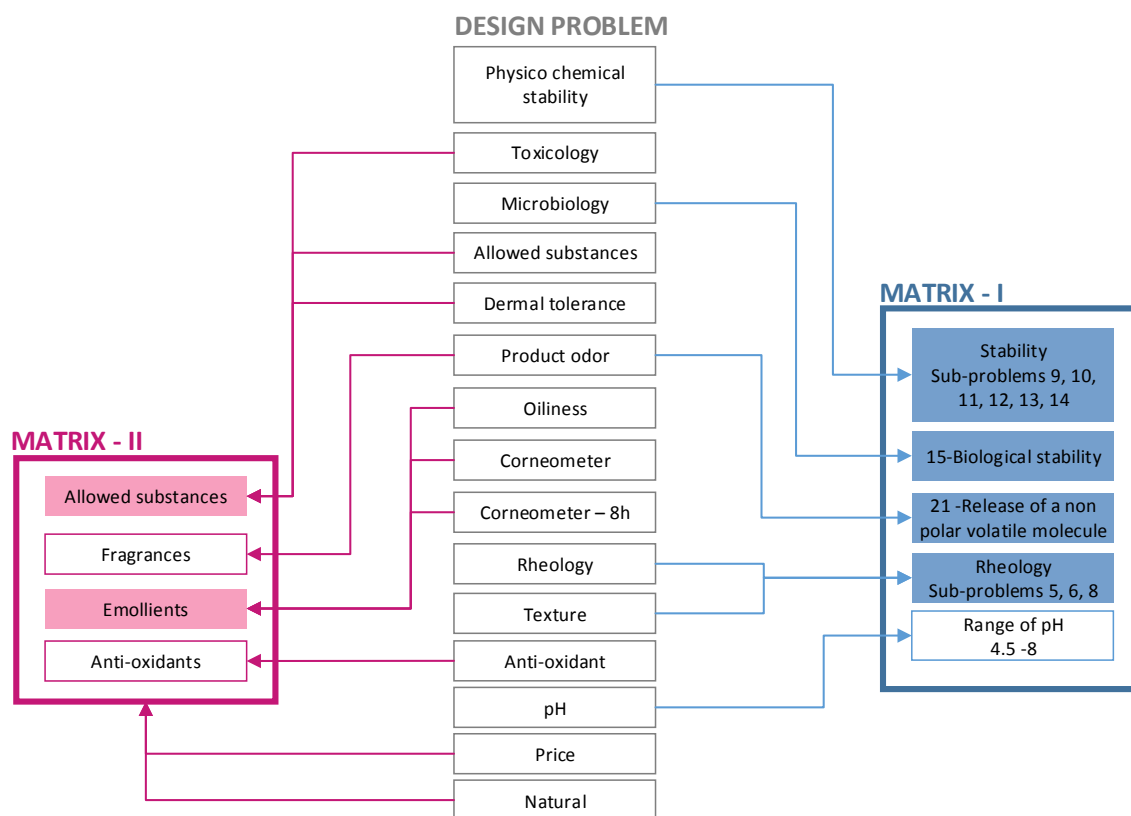 DESIGN PROBLEM
Physico chemical
stability
Toxicology
Microbiology
Allowed substances
Dermal tolerance
Product odor
Oiliness
Corneometer
Corneometer – 8h
Rheology
Texture
Anti-oxidant
pH
Price
Natural
MATRIX - II
Allowed substances
Fragrances
Emollients
Anti-oxidants
MATRIX - I
Stability
Sub-problems 9, 10,
11, 12, 13, 14
15-Biological stability
21 -Release of a non
polar volatile molecule
Rheology
Sub-problems 5, 6, 8
Range of pH
4.5 -8